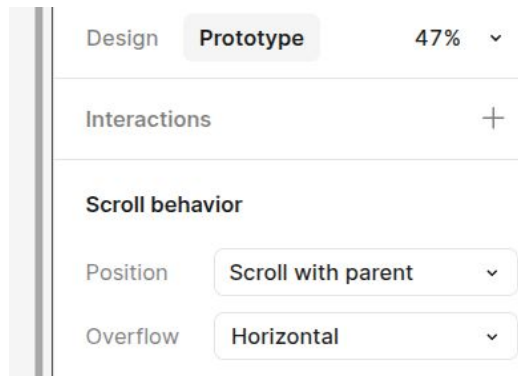 Design Prototype 47%
Interactions
Scroll behavior
Position Scroll with parent
Overflow Horizontal